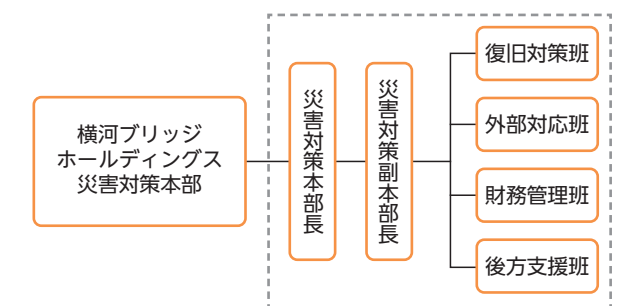 横河ブリッジ
ホールディングス
災害対策本部
災害対策本部長
災害対策副本部長
復旧対策班
外部対応班
財務管理班
後方支援班